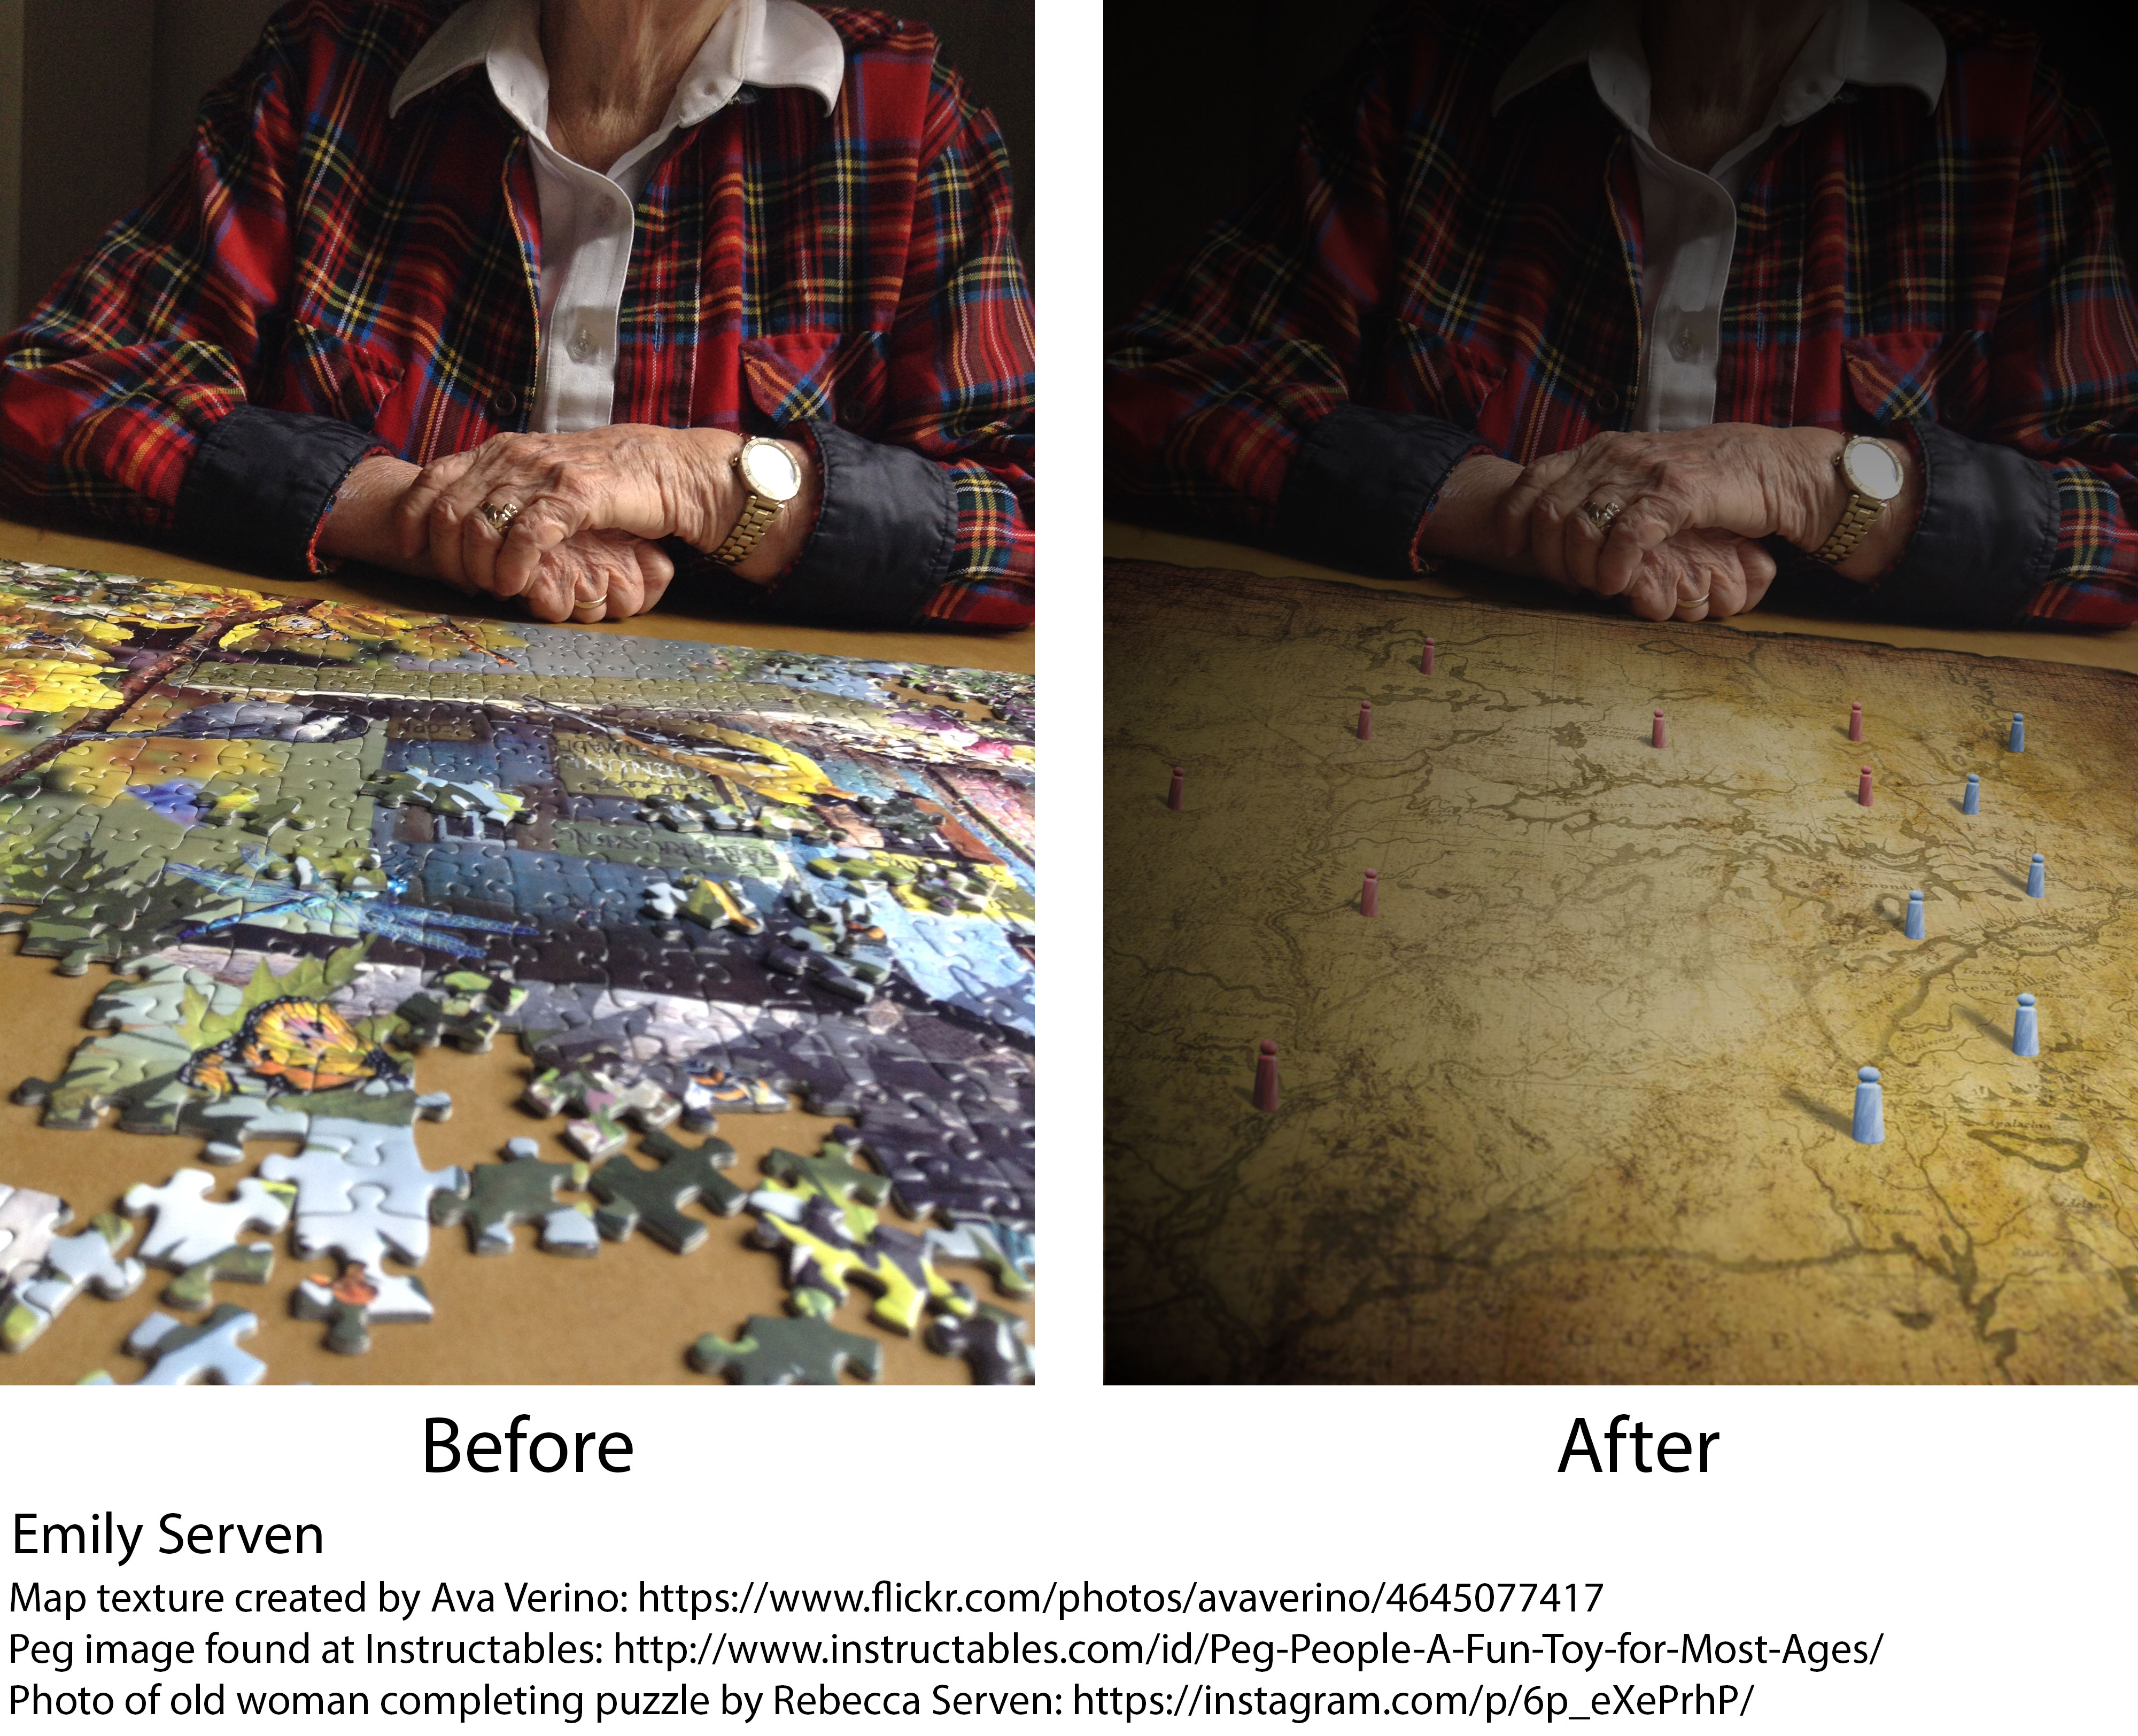 Before
After
Emily Serven
Map texture created by Ava Verino: https://www.flickr.com/photos/avaverino/4645077417
Peg image found at Instructables: http://www.instructables.com/id/Peg-People-A-Fun-Toy-for-Most-Ages/
Photo of old woman completing puzzle by Rebecca Serven: https://instagram.com/p/6p_eXePrhP/